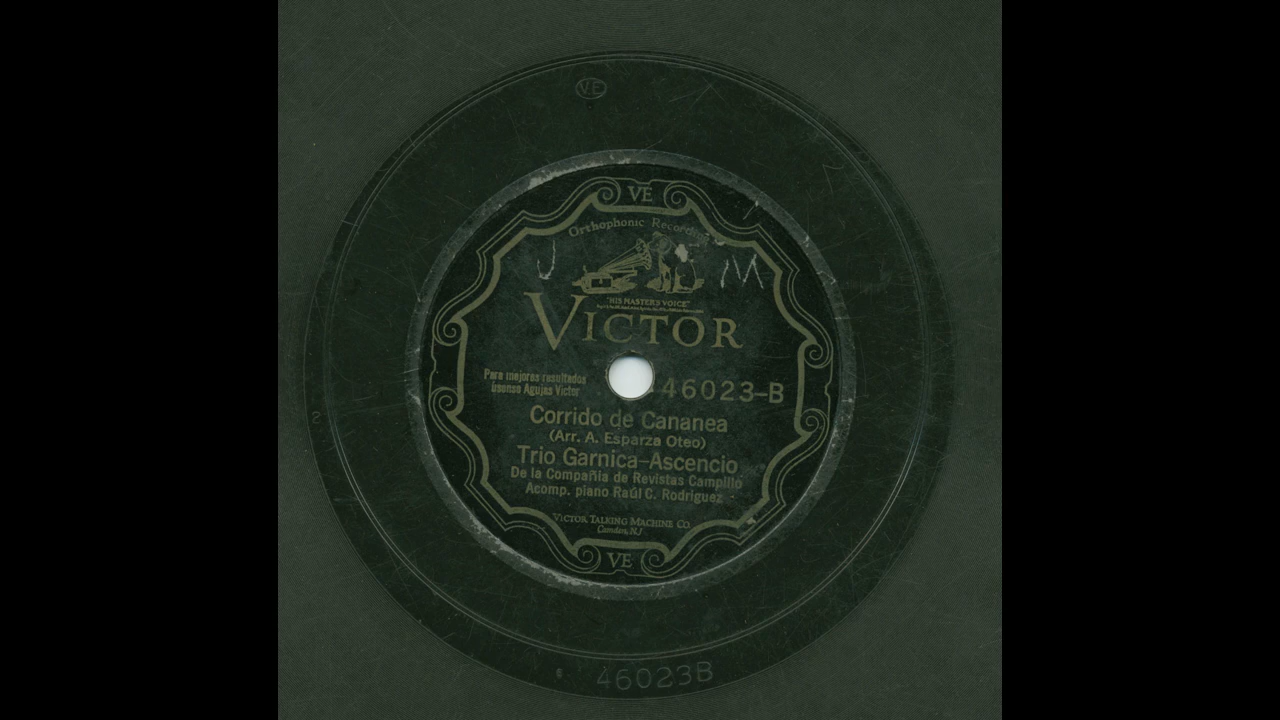 V.E
VE
Orthophonic Recording
J M
"HIS MASTER'S VOICE"
VICTOR
Para mejores resultados
úsense Agujas Victor
46023-B
Corrido de Cananea
(Arr. A. Esparza Oteo)
Trio Garnica-Ascencio
De la Compañía de Revistas Campillo
Acomp. piano Raúl C. Rodriguez
VICTOR TALKING MACHINE CO.
Camden, NJ
VE
2
46023B